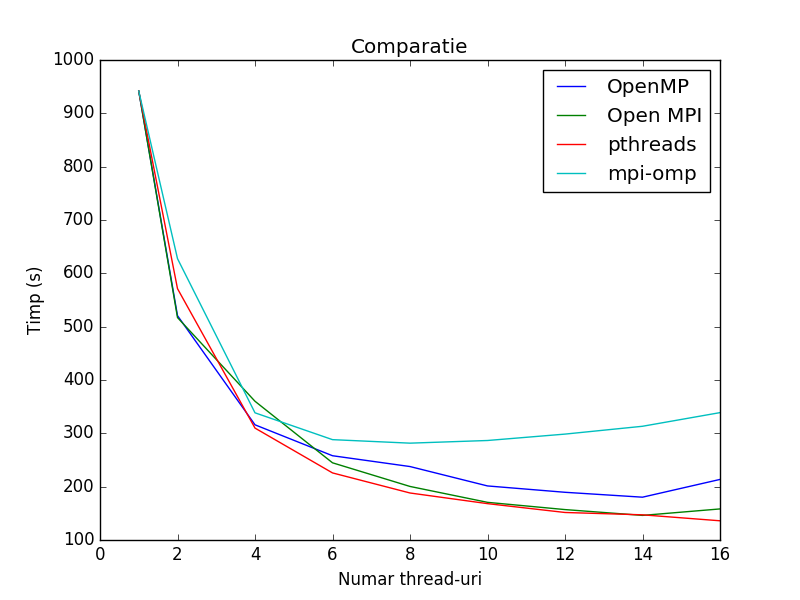 Comparatie
1000
900
800
700
600
500
400
300
200
100
Timp (s)
OpenMP
Open MPI
pthreads
mpi-omp
0 2 4 6 8 10 12 14 16
Numar thread-uri